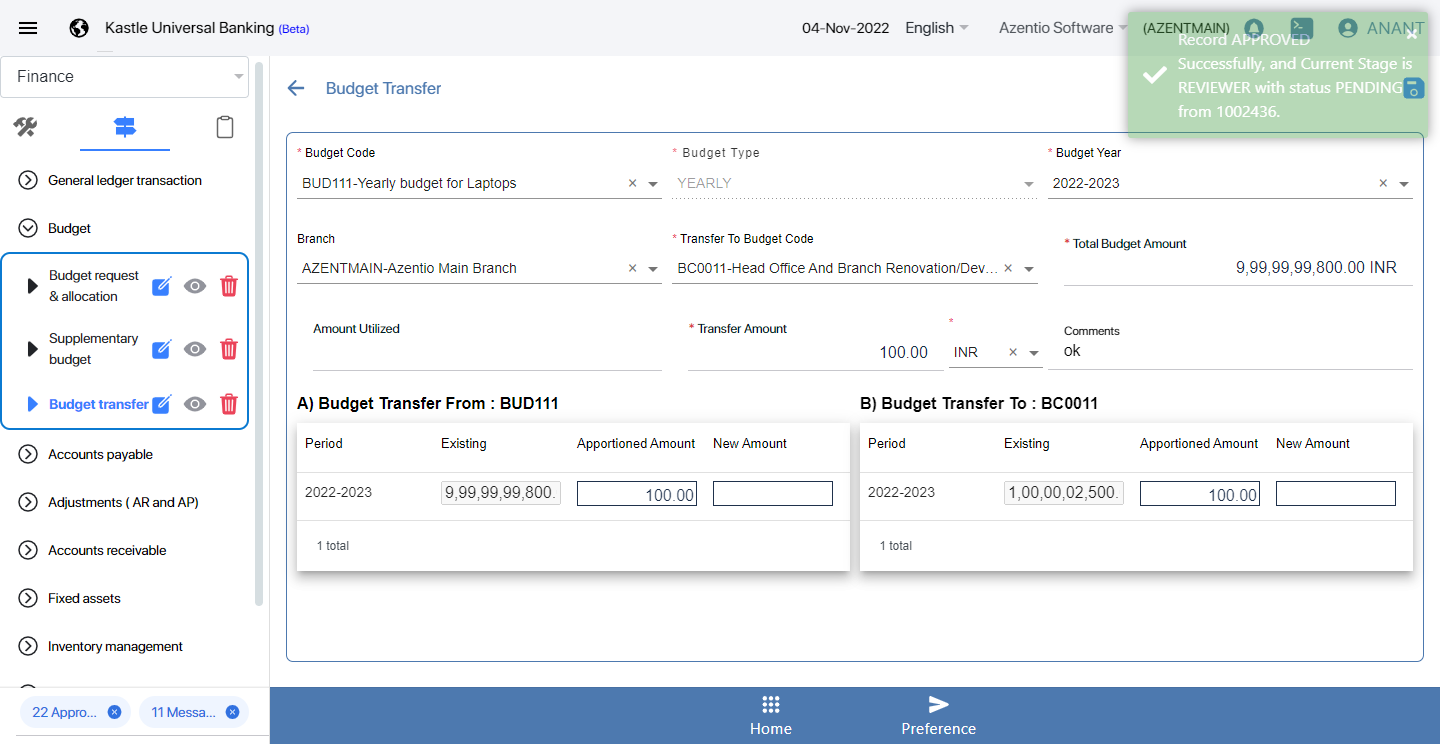 Kastle Universal Banking (Beta)
04-Nov-2022
English
Azentio Software
(AZENTMAIN)
ANANT
Record APPROVED
Successfully, and Current Stage is
REVIEWER with status PENDING
from 1002436.
Finance
General ledger transaction
Budget
Budget request
& allocation
Supplementary
budget
Budget transfer
Accounts payable
Adjustments ( AR and AP)
Accounts receivable
Fixed assets
Inventory management
22 Appro...
11 Messa...
Budget Transfer
* Budget Code
* Budget Type
* Budget Year
BUD111-Yearly budget for Laptops
YEARLY
2022-2023
Branch
* Transfer To Budget Code
* Total Budget Amount
AZENTMAIN-Azentio Main Branch
BC0011-Head Office And Branch Renovation/Dev...
9,99,99,99,800.00 INR
Amount Utilized
* Transfer Amount
*
Comments
100.00
INR
ok
A) Budget Transfer From : BUD111
Period Existing Apportioned Amount New Amount
2022-2023 9,99,99,99,800. 100.00
1 total
B) Budget Transfer To : BC0011
Period Existing Apportioned Amount New Amount
2022-2023 1,00,00,02,500. 100.00
1 total
Home
Preference